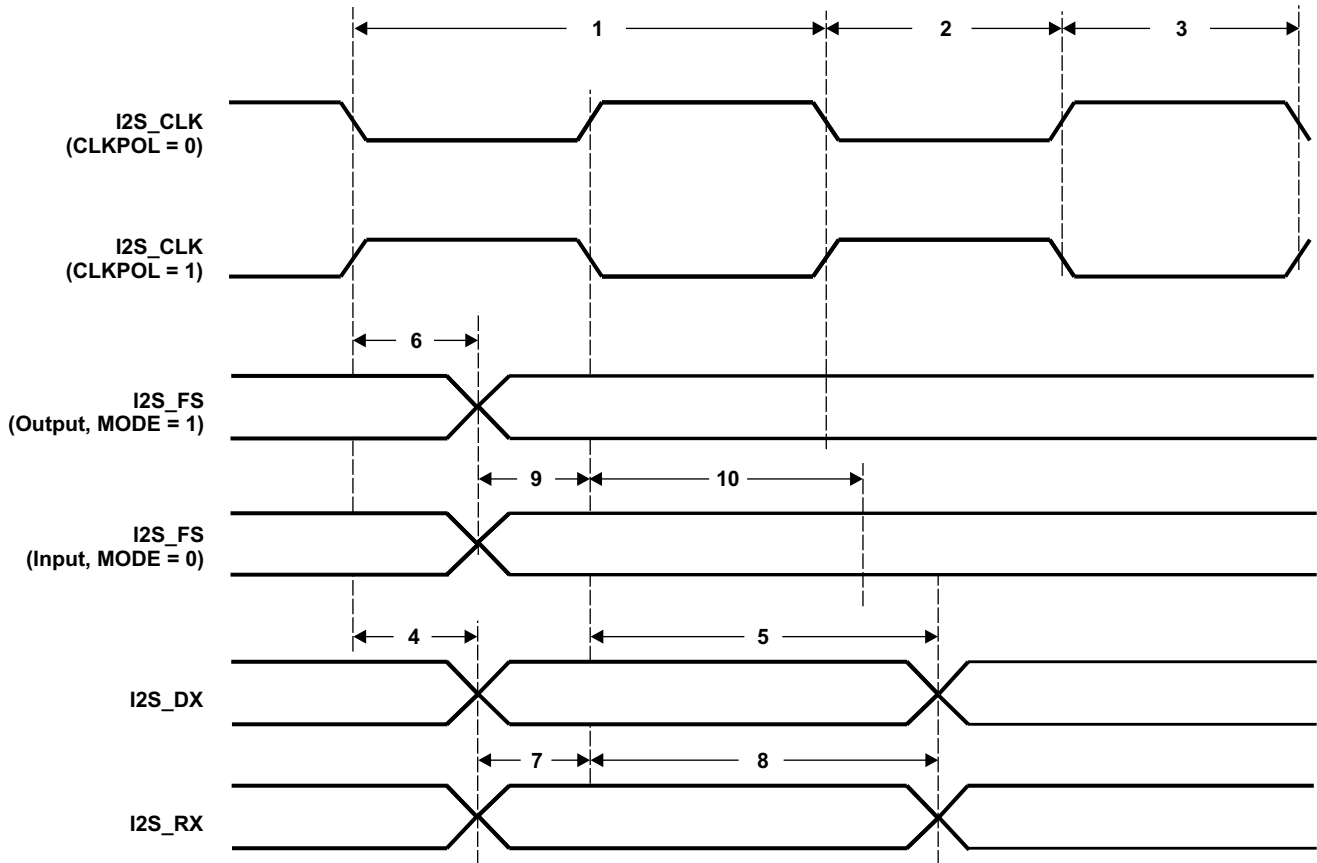 1
2
3
I2S_CLK
(CLKPOL = 0)
I2S_CLK
(CLKPOL = 1)
6
I2S_FS
(Output, MODE = 1)
9
10
I2S_FS
(Input, MODE = 0)
4
5
I2S_DX
7
8
I2S_RX